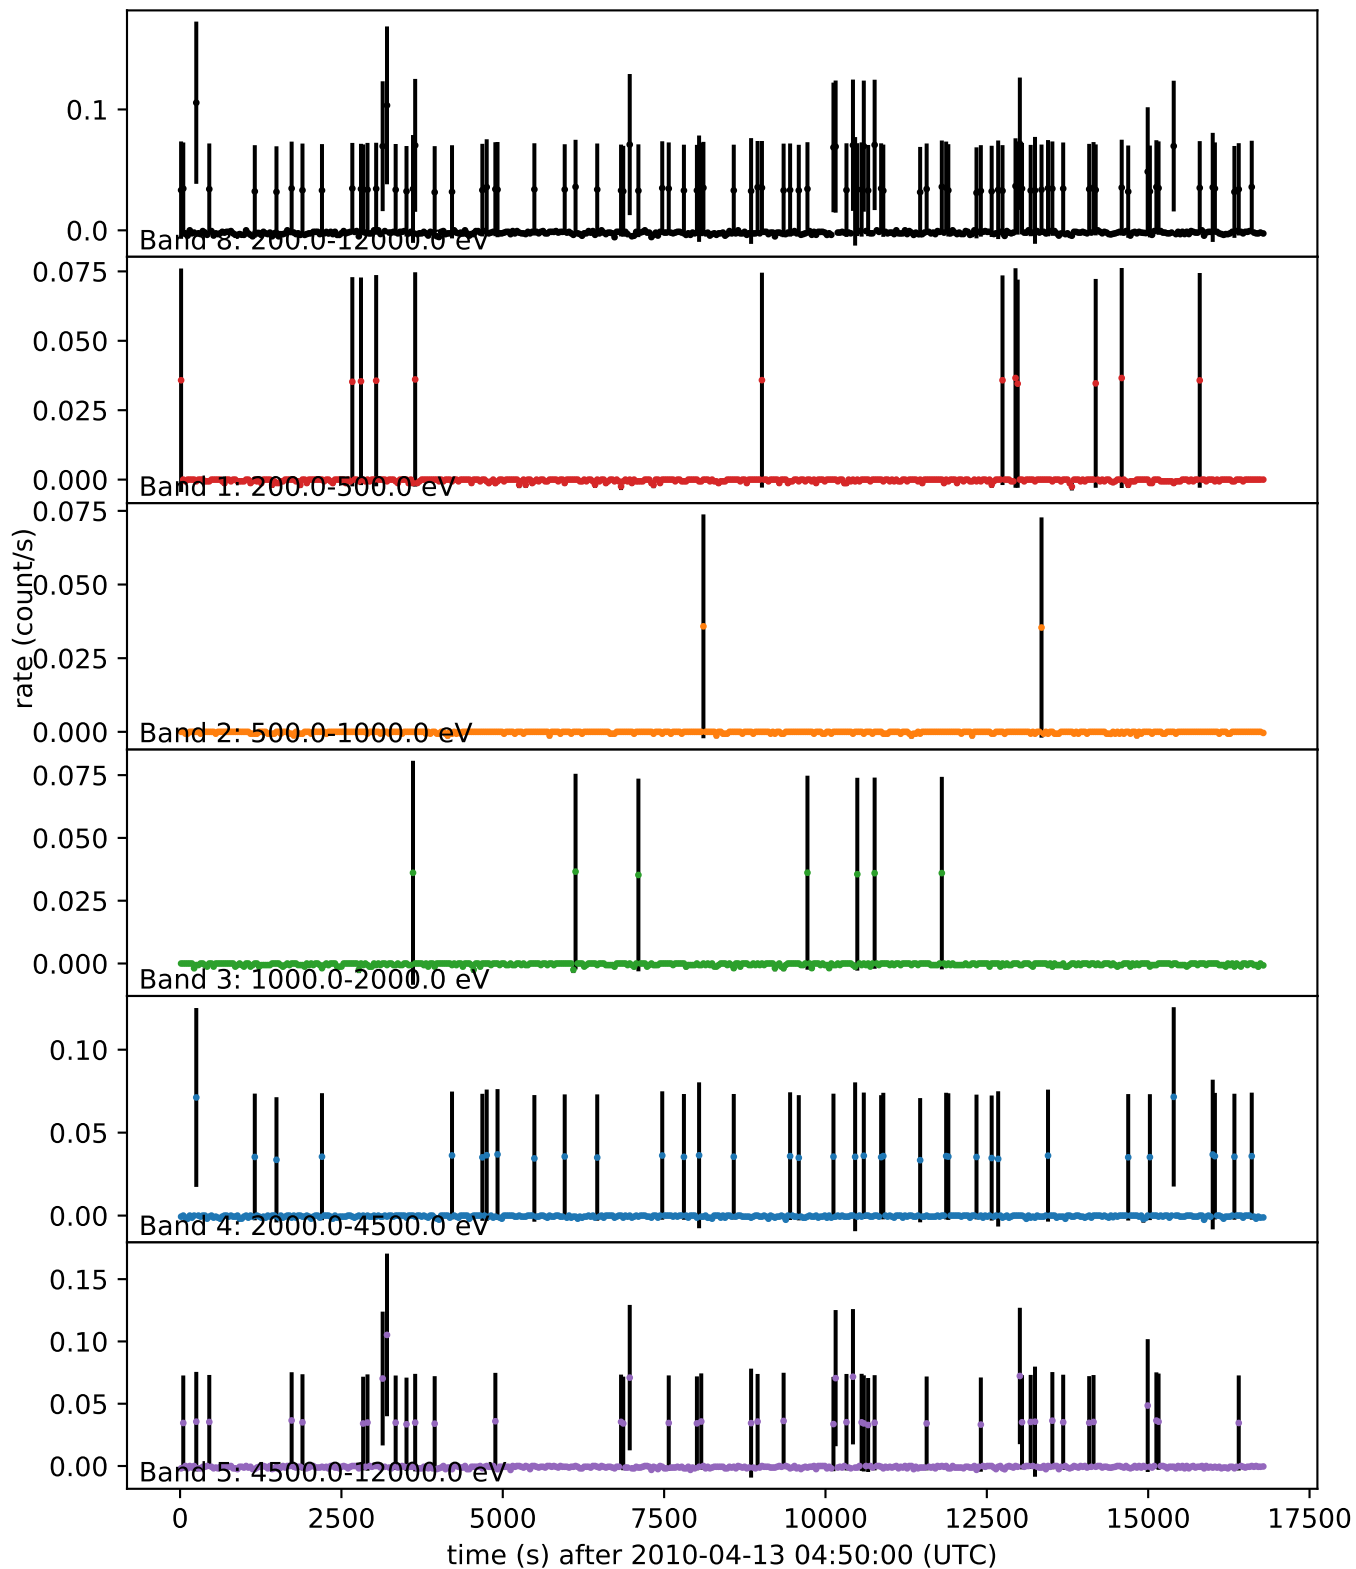 0.1
0.0
Band 8: 200.0-12000.0 eV
0.075
0.050
0.025
0.000
Band 1: 200.0-500.0 eV
0.075
0.050
0.025
0.000
Band 2: 500.0-1000.0 eV
rate (count/s)
0.075
0.050
0.025
0.000
Band 3: 1000.0-2000.0 eV
0.10
0.05
0.00
Band 4: 2000.0-4500.0 eV
0.15
0.10
0.05
0.00
Band 5: 4500.0-12000.0 eV
0 2500 5000 7500 10000 12500 15000 17500
time (s) after 2010-04-13 04:50:00 (UTC)